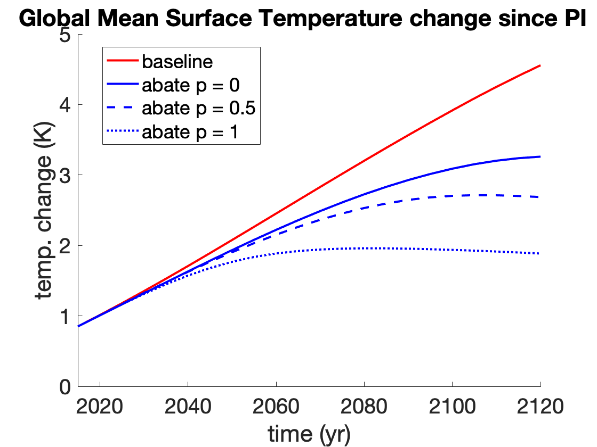 Global Mean Surface Temperature change since PI
5
4
3
2
1
0
temp. change (K)
baseline
abate p = 0
abate p = 0.5
abate p = 1
2020 2040 2060 2080 2100 2120
time (yr)